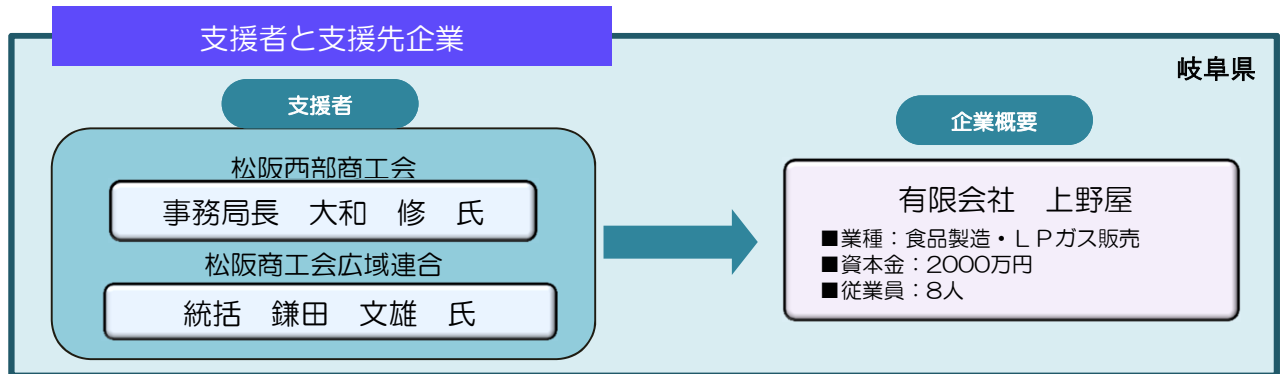 支援者と支援先企業
岐阜県
支援者
松阪西部商工会
事務局長　大和　修　氏
松阪商工会広域連合
統括　鎌田　文雄　氏
企業概要
有限会社　上野屋
■業種：食品製造・ＬＰガス販売
■資本金：2000万円
■従業員：8人